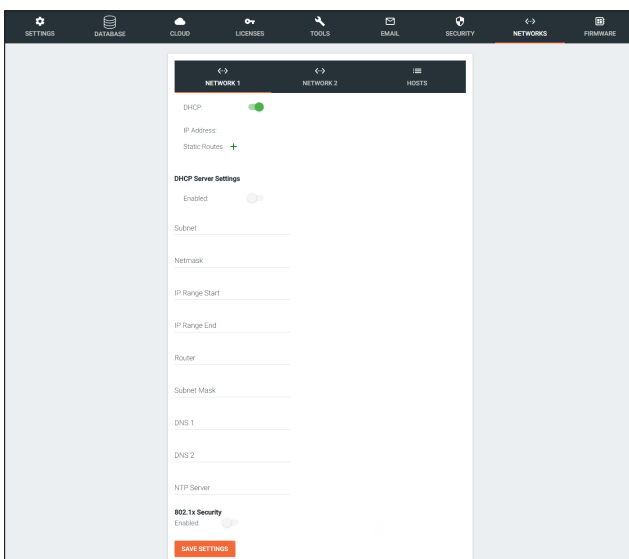 SETTINGS DATABASE CLOUD LICENSES TOOLS EMAIL SECURITY NETWORKS FIRMWARE
NETWORK 1 NETWORK 2 HOSTS
DHCP:
IP Address:
Static Routes: +
DHCP Server Settings
Enabled:
Subnet
Netmask
IP Range Start
IP Range End
Router
Subnet Mask
DNS 1
DNS 2
NTP Server
802.1x Security
Enabled:
SAVE SETTINGS